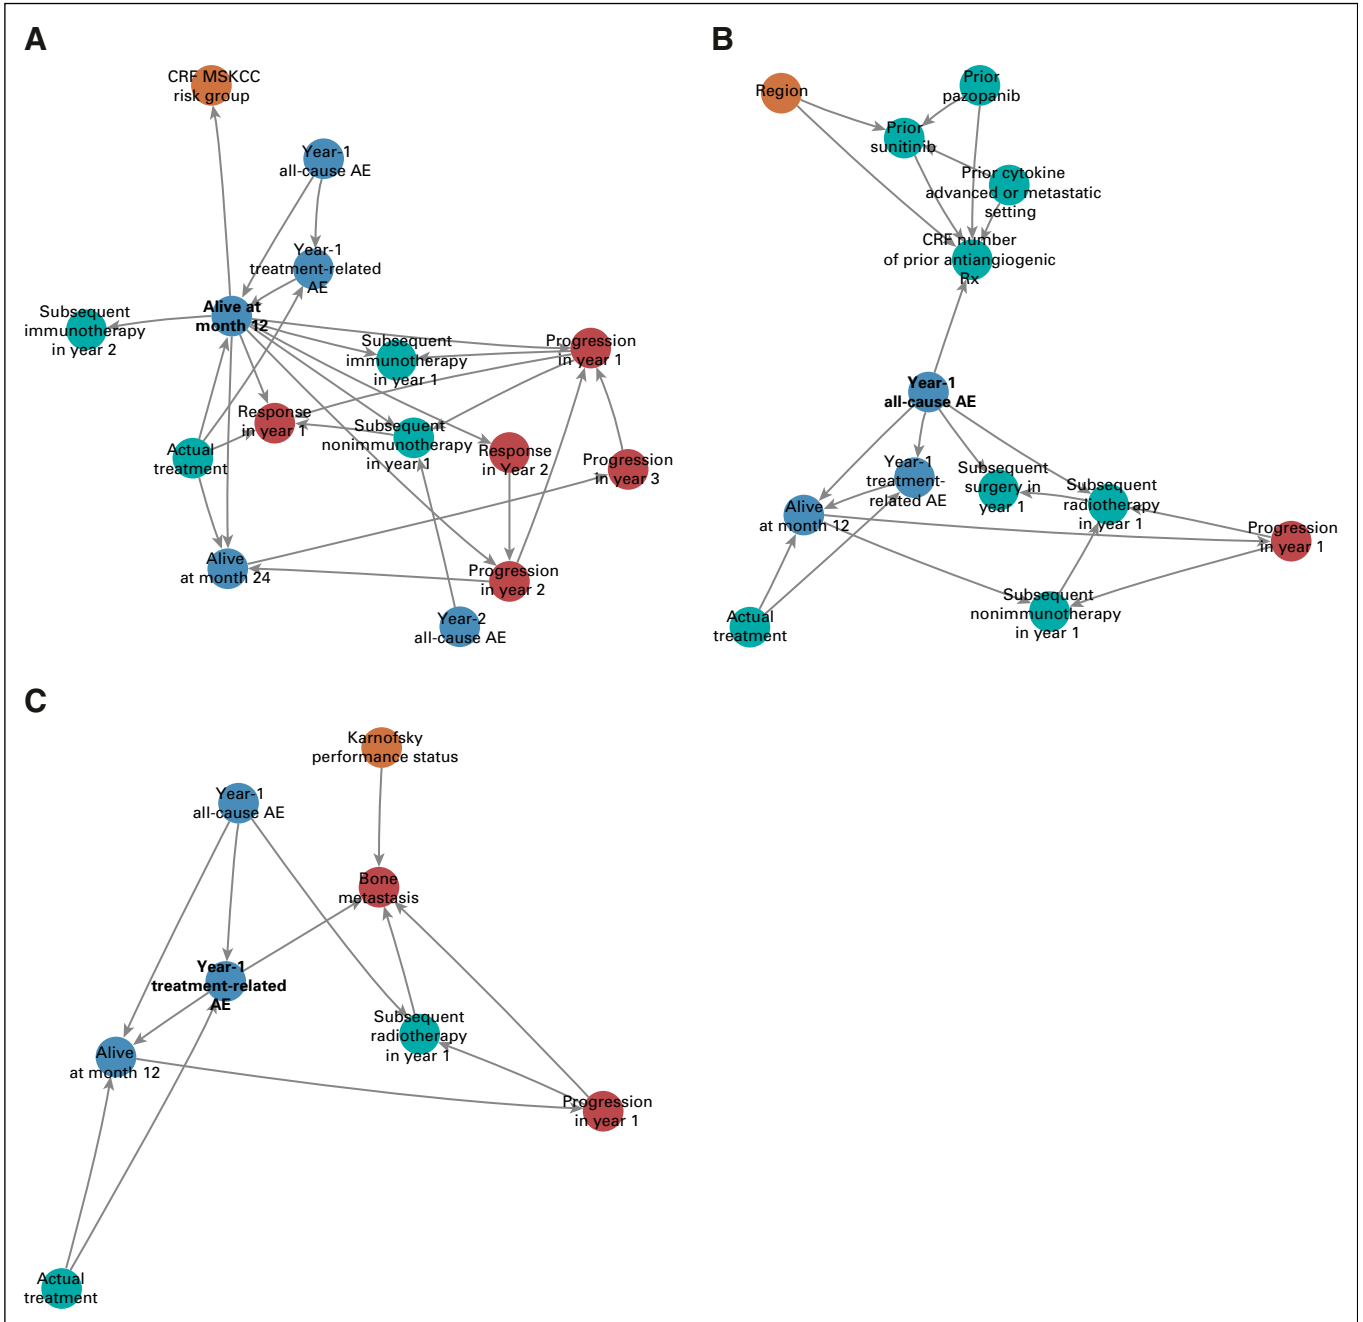 A
CRF MSKCC
risk group
Year-1
all-cause AE
Year-1
treatment-related
AE
Alive at
month 12
Subsequent
immunotherapy
in year 2
Subsequent
immunotherapy
in year 1
Progression
in year 1
Response
in year 1
Subsequent
nonimmunotherapy
in year 1
Response
in Year 2
Progression
in year 3
Actual
treatment
Alive
at month 24
Progression
in year 2
Year-2
all-cause AE
B
Region
Prior
pazopanib
Prior
sunitinib
Prior cytokine
advanced or metastatic
setting
CRF number
of prior antiangiogenic
Rx
Year-1
all-cause AE
Year-1
treatment-
related AE
Subsequent
surgery in
year 1
Subsequent
radiotherapy
in year 1
Alive
at month 12
Progression
in year 1
Subsequent
nonimmunotherapy
in year 1
Actual
treatment
C
Karnofsky
performance status
Year-1
all-cause AE
Bone
metastasis
Year-1
treatment-related
AE
Subsequent
radiotherapy
in year 1
Alive
at month 12
Progression
in year 1
Actual
treatment